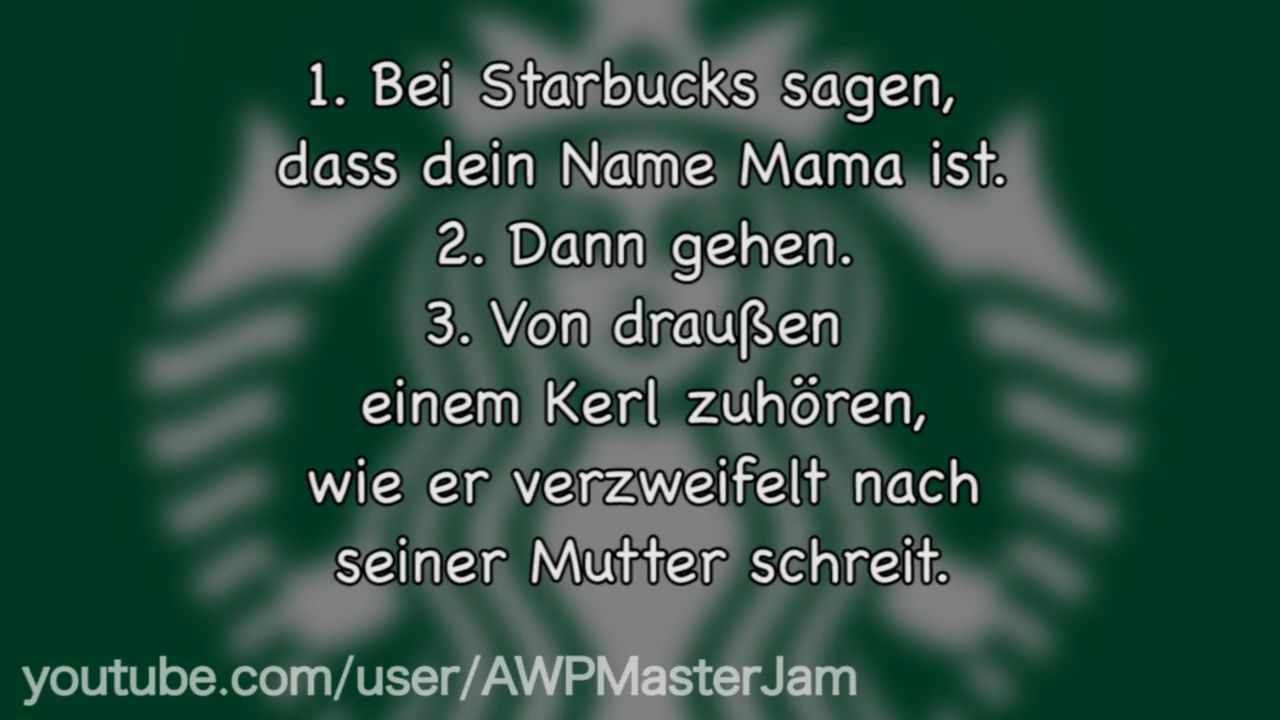 1. Bei Starbucks sagen,
dass dein Name Mama ist.
2. Dann gehen.
3. Von draußen
einem Kerl zuhören,
wie er verzweifelt nach
seiner Mutter schreit.
youtube.com/user/AWPMasterJam